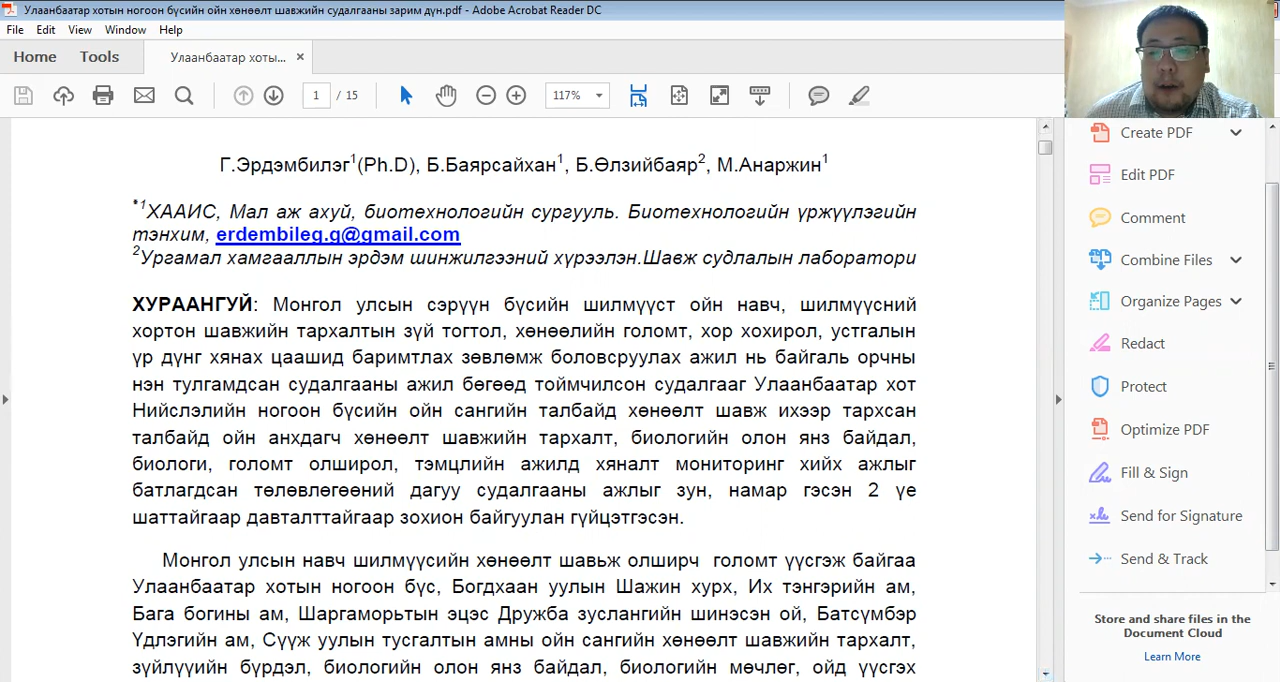 Улаанбаатар хотын ногоон бүсийн ойн хөнөөлт шавжийн судалгааны зарим дүн.pdf - Adobe Acrobat Reader DC
File Edit View Window Help
Home Tools Улаанбаатар хоты... ×
1 / 15 117%
Г.Эрдэмбилэг1(Ph.D), Б.Баярсайхан1, Б.Өлзийбаяр2, М.Анаржин1
*1ХААИС, Мал аж ахуй, биотехнологийн сургууль. Биотехнологийн үржүүлэгийн
тэнхим, erdembileg.g@gmail.com
2Ургамал хамгааллын эрдэм шинжилгээний хүрээлэн.Шавж судлалын лаборатори
ХУРААНГУЙ: Монгол улсын сэрүүн бүсийн шилмүүст ойн навч, шилмүүсний
хортон шавжийн тархалтын зүй тогтол, хөнөөлийн голомт, хор хохирол, устгалын
үр дүнг хянах цаашид баримтлах зөвлөмж боловсруулах ажил нь байгаль орчны
нэн тулгамдсан судалгааны ажил бөгөөд тоймчилсон судалгааг Улаанбаатар хот
Нийслэлийн ногоон бүсийн ойн сангийн талбайд хөнөөлт шавж ихээр тархсан
талбайд ойн анхдагч хөнөөлт шавжийн тархалт, биологийн олон янз байдал,
биологи, голомт олширол, тэмцлийн ажилд хяналт мониторинг хийх ажлыг
батлагдсан төлөвлөгөөний дагуу судалгааны ажлыг зун, намар гэсэн 2 үе
шаттайгаар давталттайгаар зохион байгуулан гүйцэтгэсэн.
Монгол улсын навч шилмүүсийн хөнөөлт шавьж олширч голомт үүсгэж байгаа
Улаанбаатар хотын ногоон бүс, Богдхаан уулын Шажин хурх, Их тэнгэрийн ам,
Бага богины ам, Шаргаморьтын эцэс Дружба зуслангийн шинэсэн ой, Батсүмбэр
Үдлэгийн ам, Сүүж уулын тусгалтын амны ойн сангийн хөнөөлт шавжийн тархалт,
зүйлүүийн бүрдэл, биологийн олон янз байдал, биологийн мөчлөг, ойд үүсгэх
Create PDF
Edit PDF
Comment
Combine Files
Organize Pages
Redact
Protect
Optimize PDF
Fill & Sign
Send for Signature
Send & Track
Store and share files in the
Document Cloud
Learn More